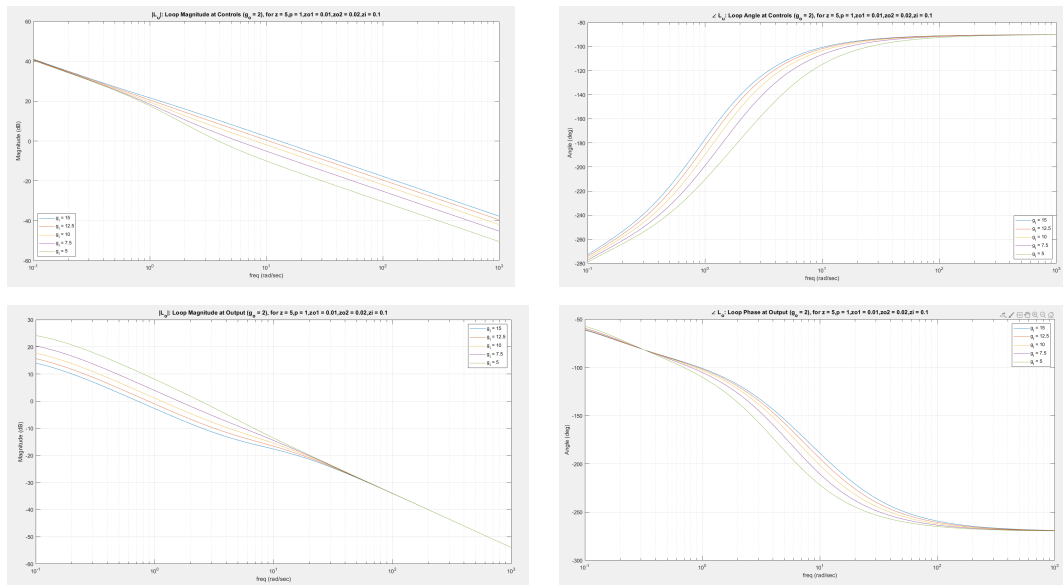 |L_u|: Loop Magnitude at Controls (g_o = 2), for z = 5,p = 1,zo1 = 0.01,zo2 = 0.02,zi = 0.1
60
40
20
0
-20
-40
-60
Magnitude (dB)
g_i = 15
g_i = 12.5
g_i = 10
g_i = 7.5
g_i = 5
10^-1
10^0
10^1
10^2
10^3
freq (rad/sec)
∠ L_u: Loop Angle at Controls (g_o = 2), for z = 5,p = 1,zo1 = 0.01,zo2 = 0.02,zi = 0.1
-80
-100
-120
-140
-160
-180
-200
-220
-240
-260
-280
Angle (deg)
g_i = 15
g_i = 12.5
g_i = 10
g_i = 7.5
g_i = 5
10^-1
10^0
10^1
10^2
10^3
freq (rad/sec)
|L_o|: Loop Magnitude at Output (g_o = 2), for z = 5,p = 1,zo1 = 0.01,zo2 = 0.02,zi = 0.1
30
20
10
0
-10
-20
-30
-40
-50
-60
Magnitude (dB)
g_i = 15
g_i = 12.5
g_i = 10
g_i = 7.5
g_i = 5
10^-1
10^0
10^1
10^2
10^3
freq (rad/sec)
∠ L_o: Loop Phase at Output (g_o = 2), for z = 5,p = 1,zo1 = 0.01,zo2 = 0.02,zi = 0.1
-50
-100
-150
-200
-250
-300
Angle (deg)
g_i = 15
g_i = 12.5
g_i = 10
g_i = 7.5
g_i = 5
10^-1
10^0
10^1
10^2
10^3
freq (rad/sec)